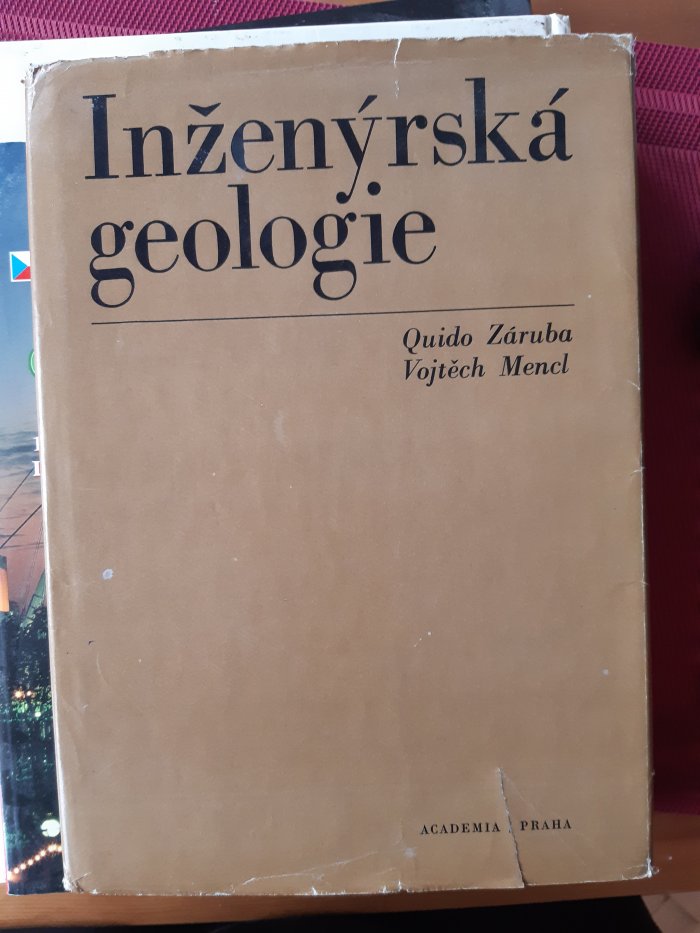 Inženýrská
geologie
Quido Záruba
Vojtěch Mencl
ACADEMIA PRAHA